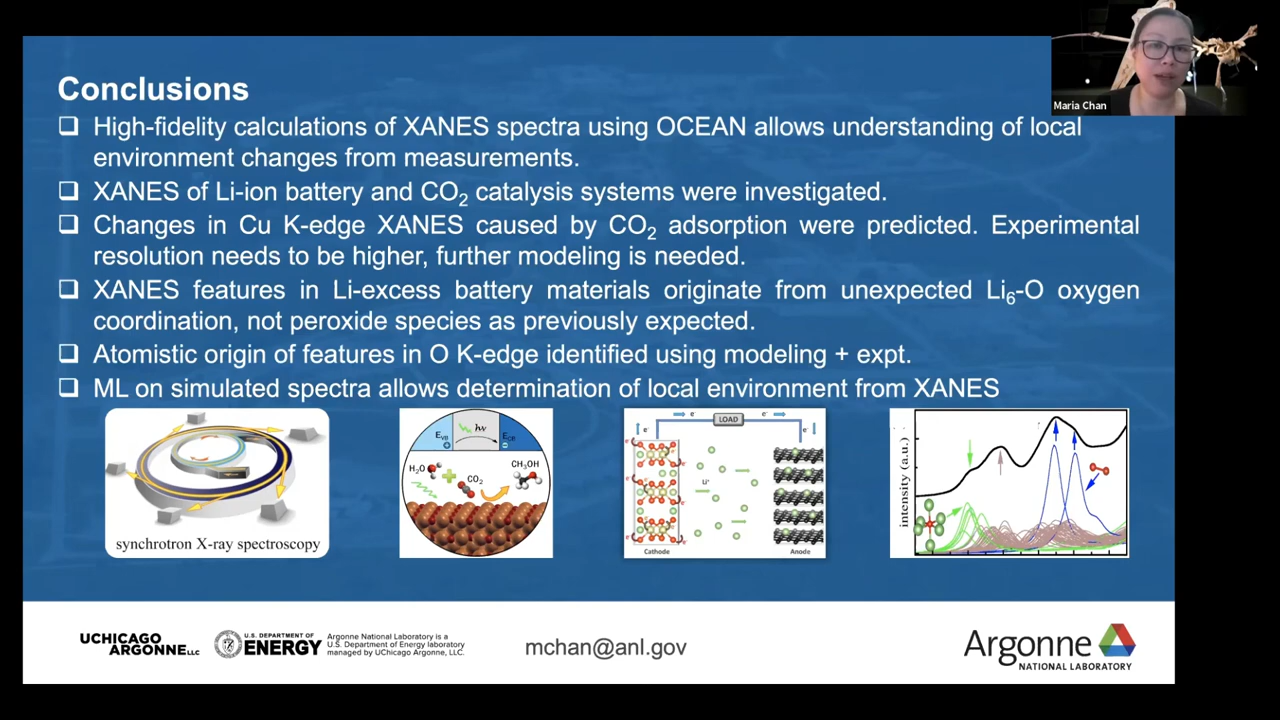 Maria Chan
Conclusions
❑ High-fidelity calculations of XANES spectra using OCEAN allows understanding of local
environment changes from measurements.
❑ XANES of Li-ion battery and CO₂ catalysis systems were investigated.
❑ Changes in Cu K-edge XANES caused by CO₂ adsorption were predicted. Experimental
resolution needs to be higher, further modeling is needed.
❑ XANES features in Li-excess battery materials originate from unexpected Li₆-O oxygen
coordination, not peroxide species as previously expected.
❑ Atomistic origin of features in O K-edge identified using modeling + expt.
❑ ML on simulated spectra allows determination of local environment from XANES
synchrotron X-ray spectroscopy
E_VB hν E_CB
H₂O CO₂ CH₃OH
e⁻ LOAD e⁻
e⁻ e⁻
Li⁺
Cathode Anode
intensity (a.u.)
UCHICAGO
ARGONNE LLC
U.S. DEPARTMENT OF
ENERGY
Argonne National Laboratory is a
U.S. Department of Energy laboratory
managed by UChicago Argonne, LLC.
mchan@anl.gov
Argonne
NATIONAL LABORATORY